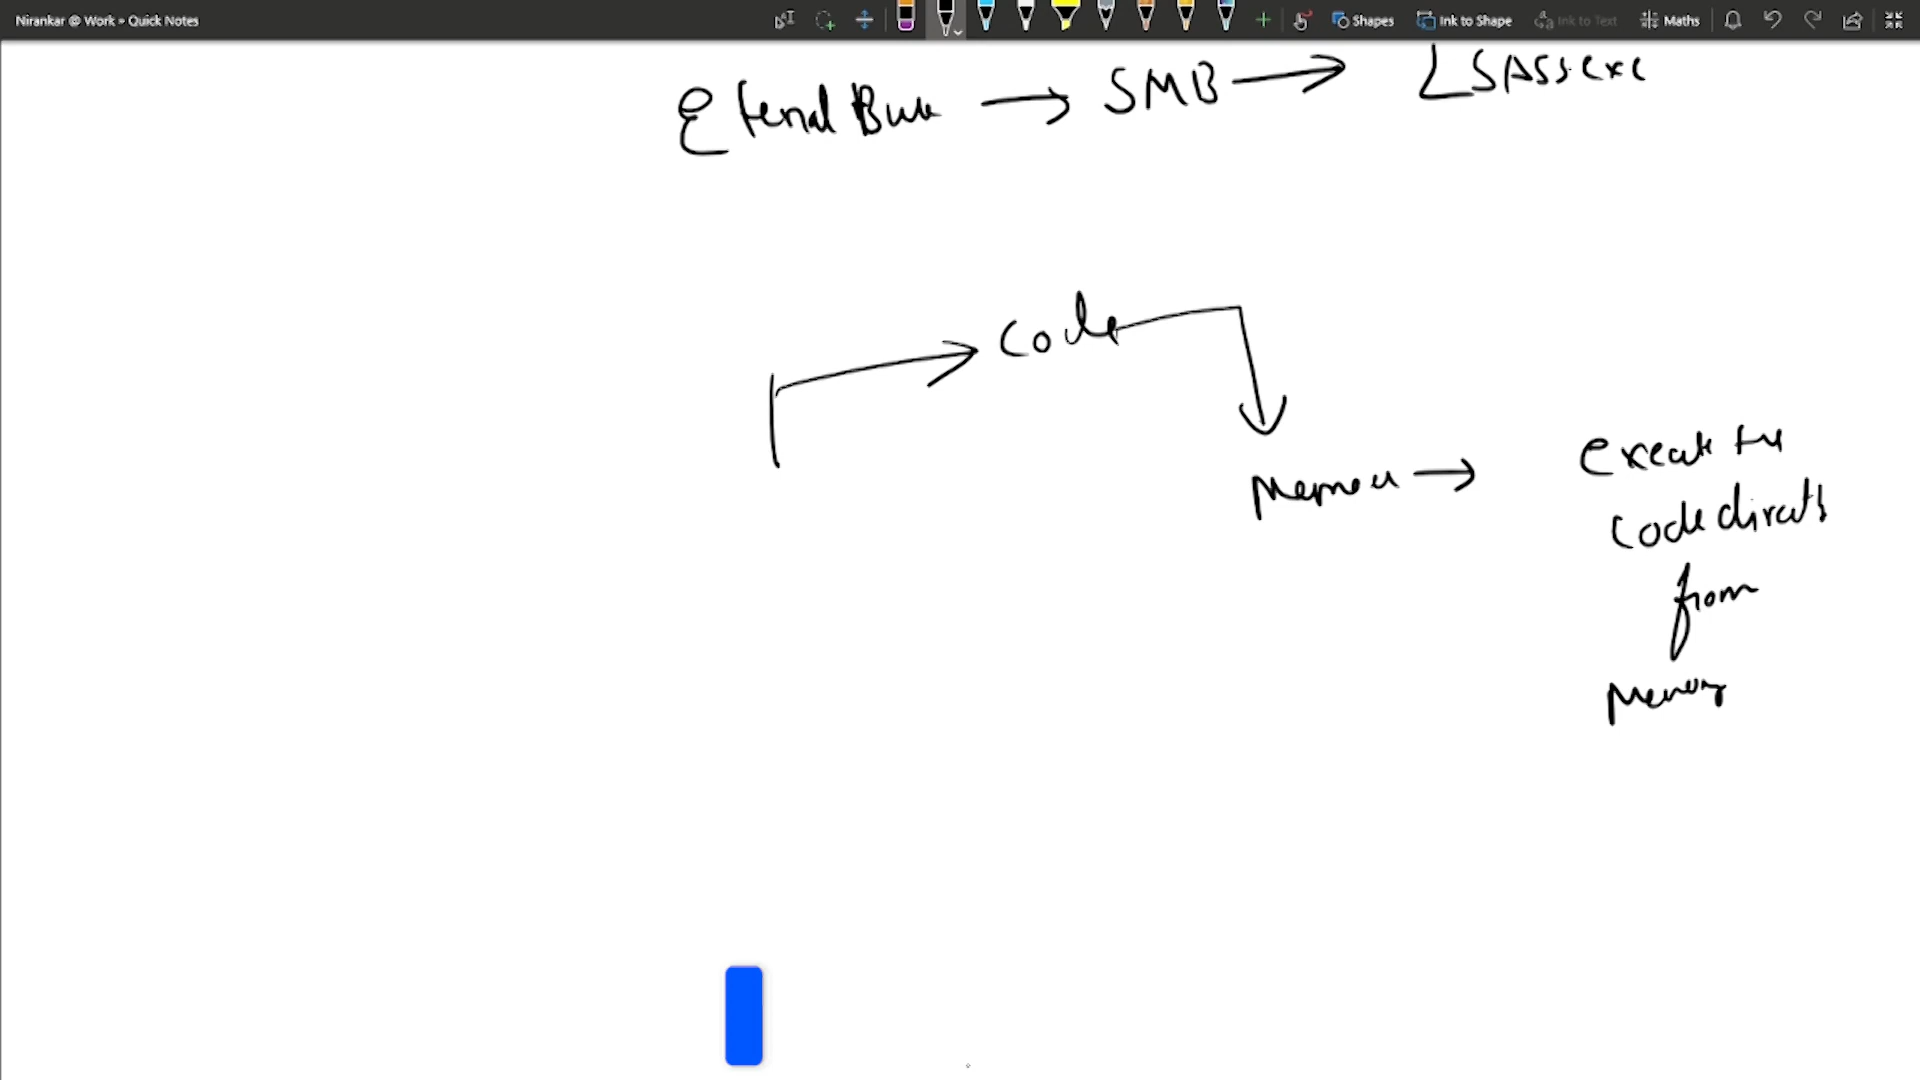 Nirankar @ Work » Quick Notes
Shapes Ink to Shape Ink to Text Maths
Eternal Blue → SMB → LSASS.exe
Code
Memory → execute the
code directly
from
Memory